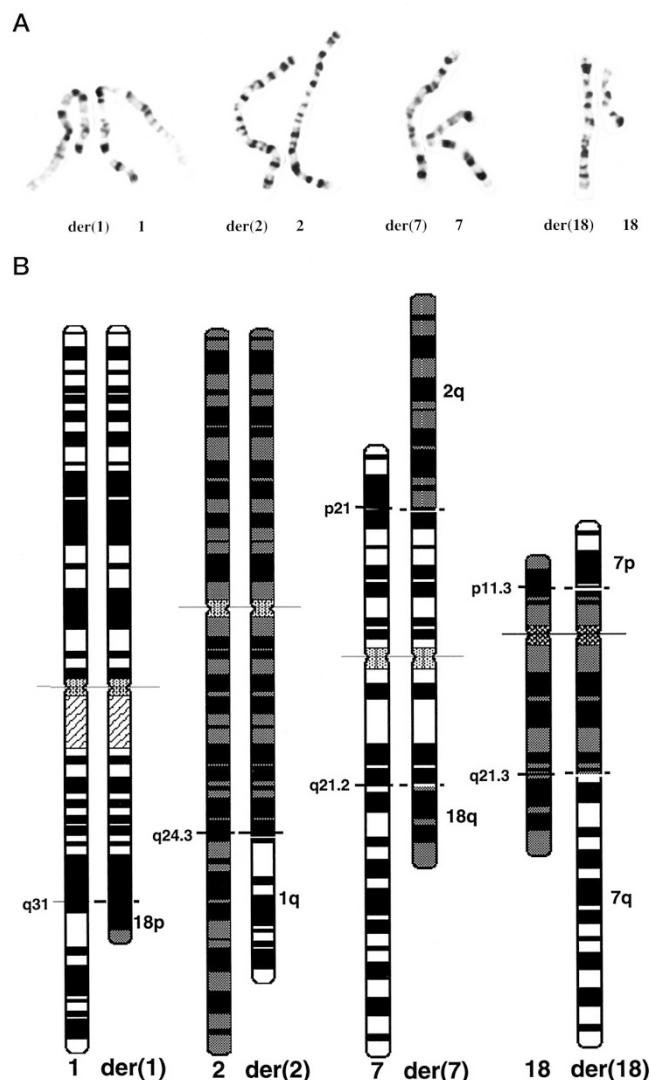 A
der(1) 1 der(2) 2 der(7) 7 der(18) 18
B
2q
p21
7p
p11.3
q21.2
q21.3
18q
q24.3
1q
q31
18p
7q
1 der(1) 2 der(2) 7 der(7) 18 der(18)